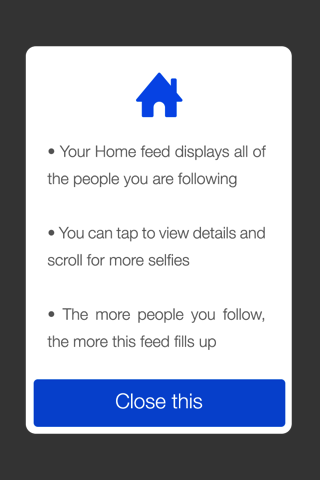 • Your Home feed displays all of
the people you are following
• You can tap to view details and
scroll for more selfies
• The more people you follow,
the more this feed fills up
Close this